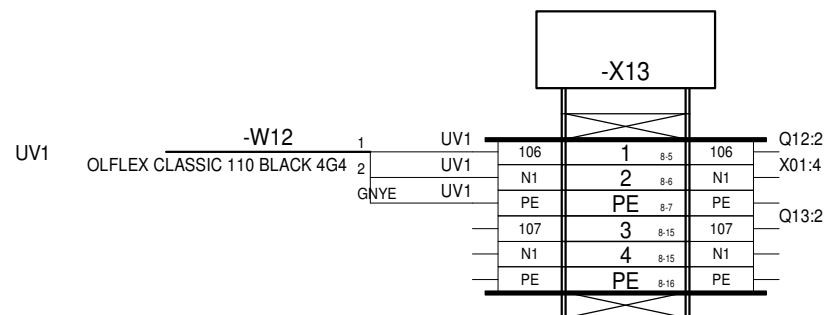 -X13
-W12
1
UV1
Q12:2
UV1
OLFLEX CLASSIC 110 BLACK 4G4
2
UV1
X01:4
GNYE
UV1
106 1 8-5 106
N1 2 8-6 N1
PE PE 8-7 PE
Q13:2
107 3 8-15 107
N1 4 8-15 N1
PE PE 8-16 PE